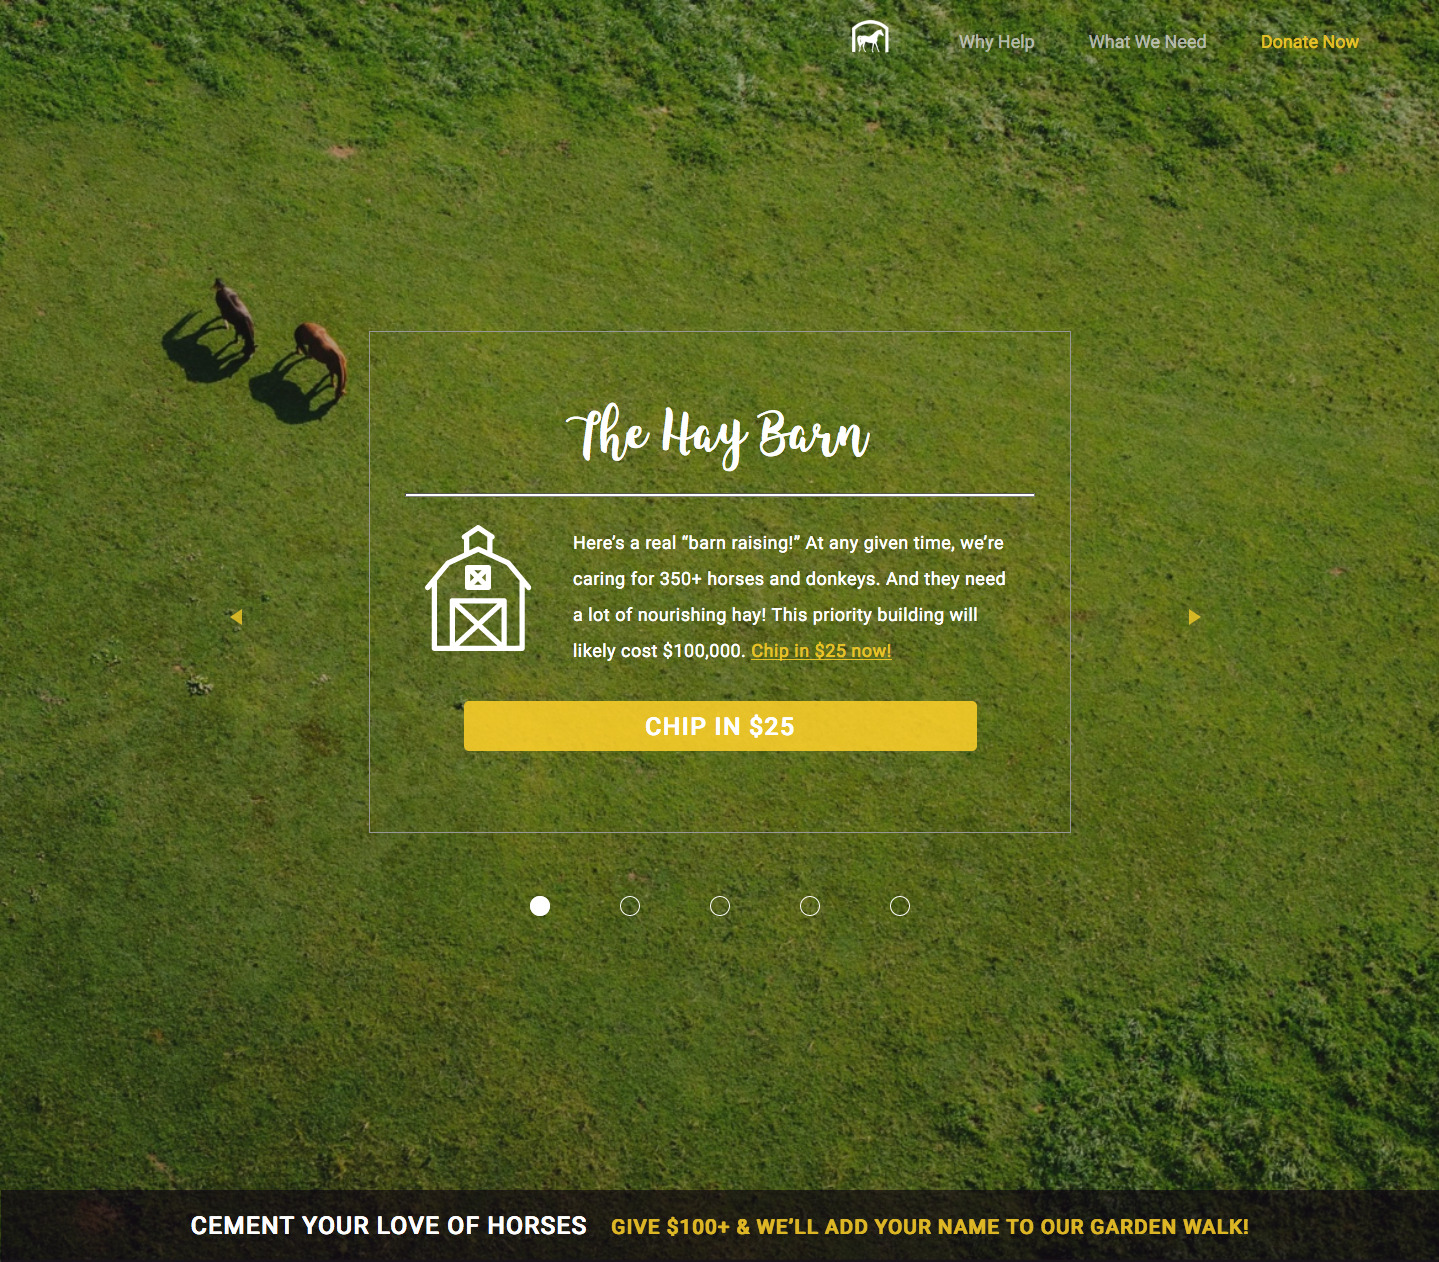 Why Help
What We Need
Donate Now
The Hay Barn
Here’s a real “barn raising!” At any given time, we’re
caring for 350+ horses and donkeys. And they need
a lot of nourishing hay! This priority building will
likely cost $100,000. Chip in $25 now!
CHIP IN $25
CEMENT YOUR LOVE OF HORSES GIVE $100+ & WE’LL ADD YOUR NAME TO OUR GARDEN WALK!